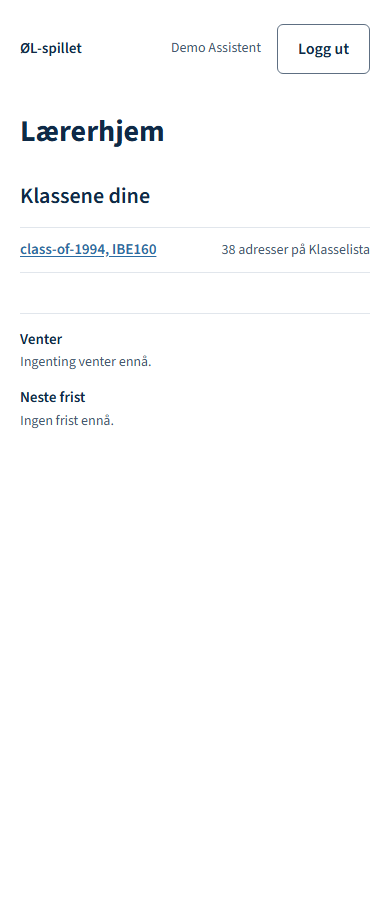 ØL-spillet
Demo Assistent
Logg ut
Lærerhjem
Klassene dine
class-of-1994, IBE160
38 adresser på Klasselista
Venter
Ingenting venter ennå.
Neste frist
Ingen frist ennå.